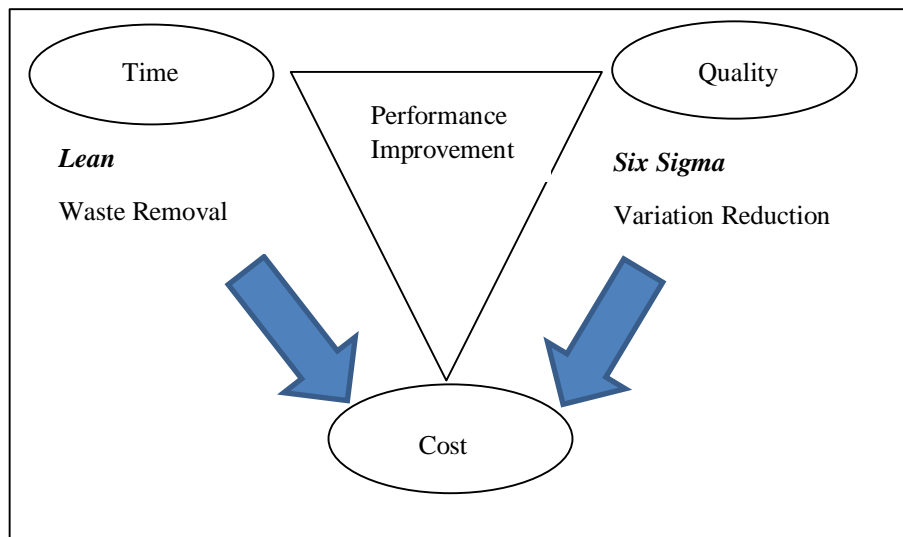 Time
Quality
Performance
Improvement
Lean
Six Sigma
Waste Removal
Variation Reduction
Cost